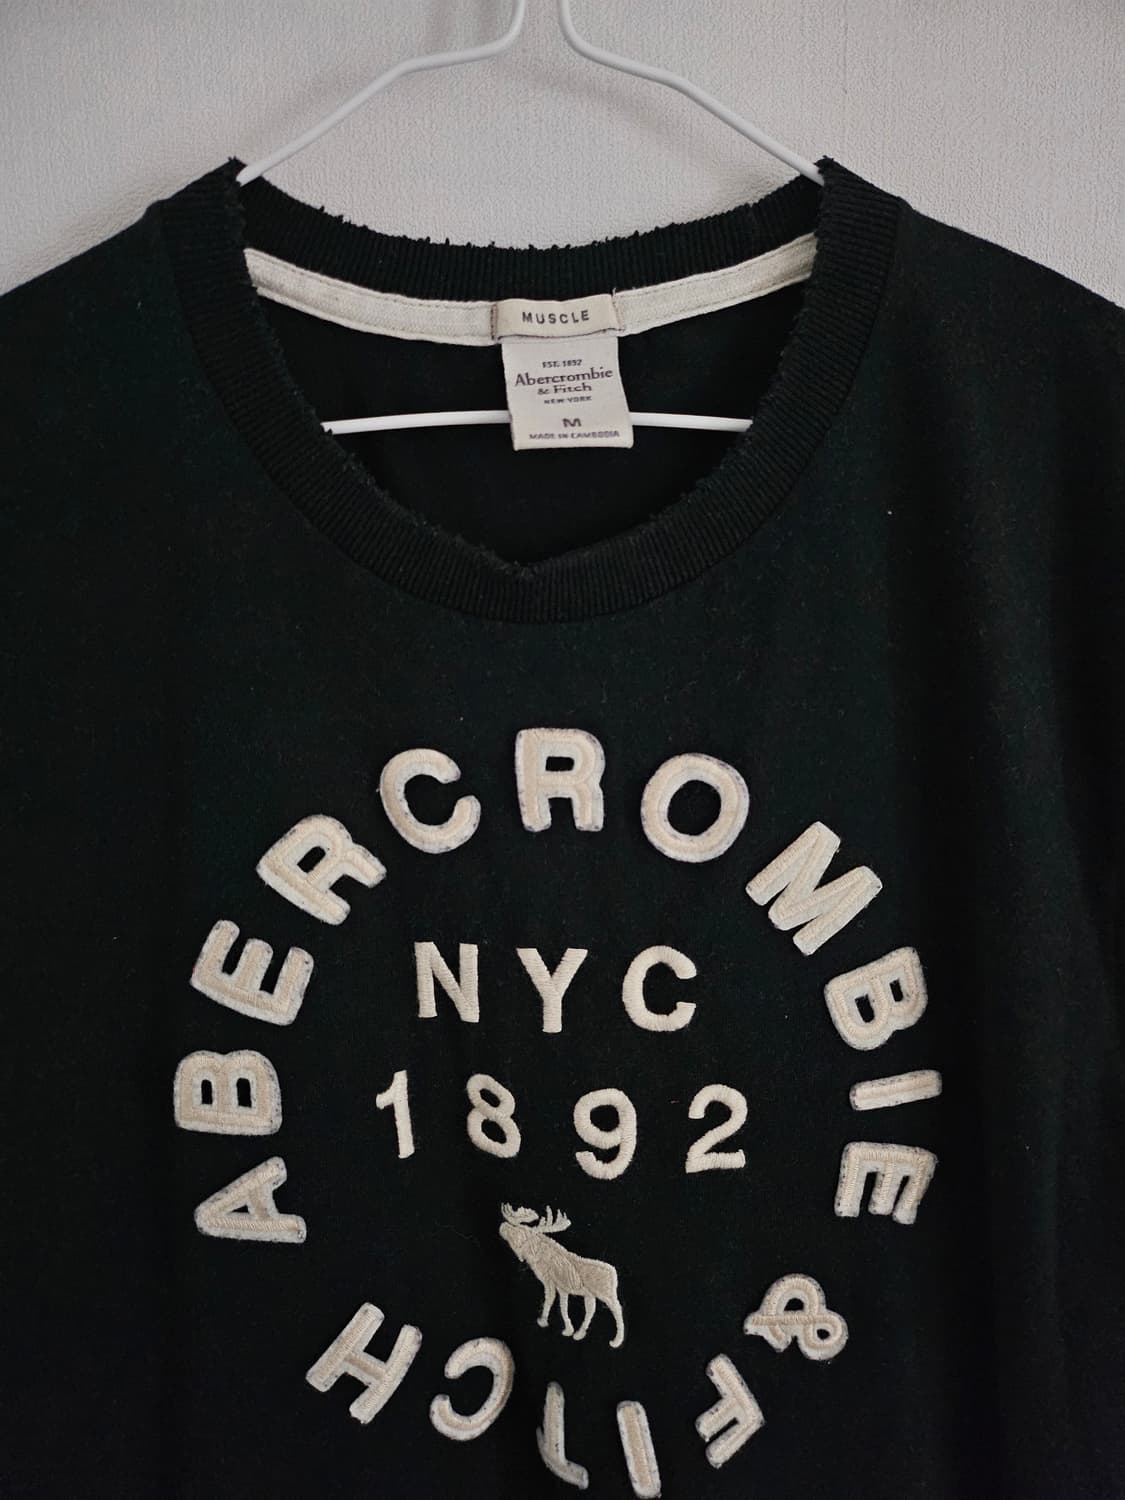 MUSCLE
EST. 1892
Abercrombie
& Fitch
NEW YORK
M
MADE IN CAMBODIA
ABERCROMBIE
& FITCH
NYC
1892